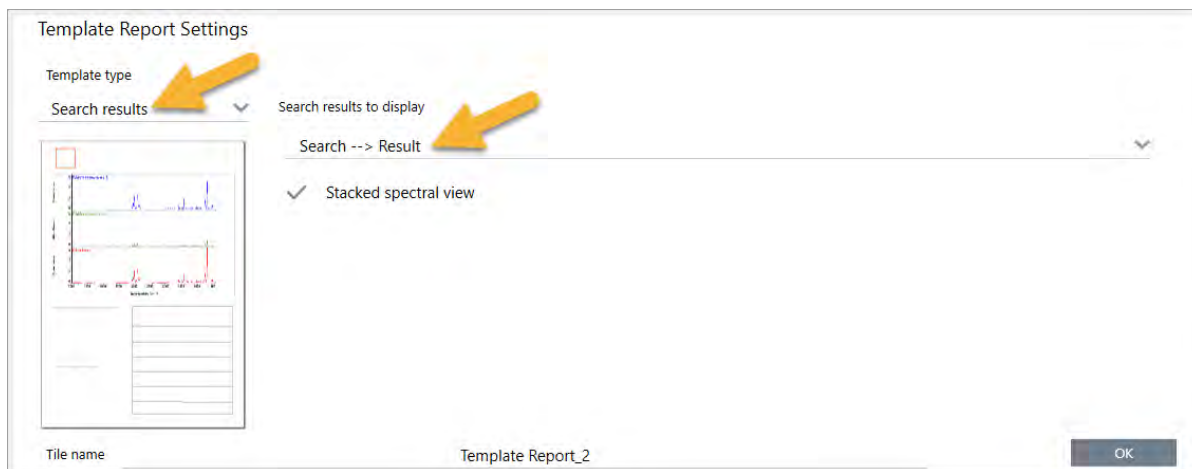 Template Report Settings
Template type
Search results
Search results to display
Search --> Result
Stacked spectral view
Tile name
Template Report_2
OK